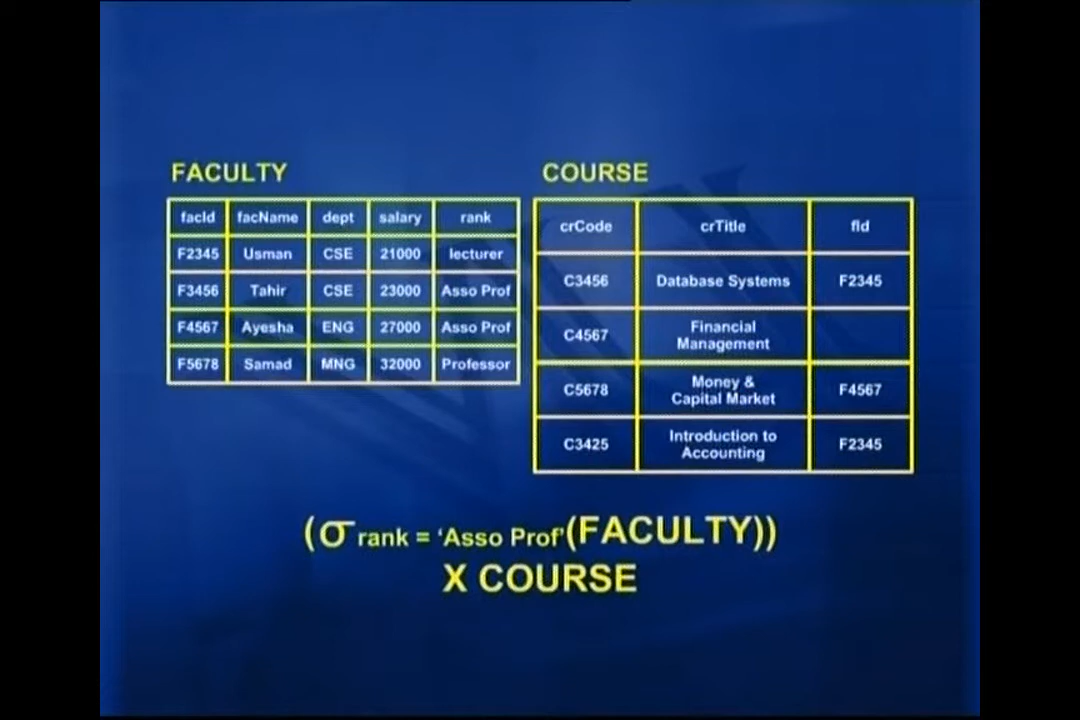 FACULTY
facId facName dept salary rank
F2345 Usman CSE 21000 lecturer
F3456 Tahir CSE 23000 Asso Prof
F4567 Ayesha ENG 27000 Asso Prof
F5678 Samad MNG 32000 Professor
COURSE
crCode crTitle fId
C3456 Database Systems F2345
C4567 Financial
Management
C5678 Money & F4567
Capital Market
C3425 Introduction to F2345
Accounting
(σ rank = ‘Asso Prof’(FACULTY))
X COURSE